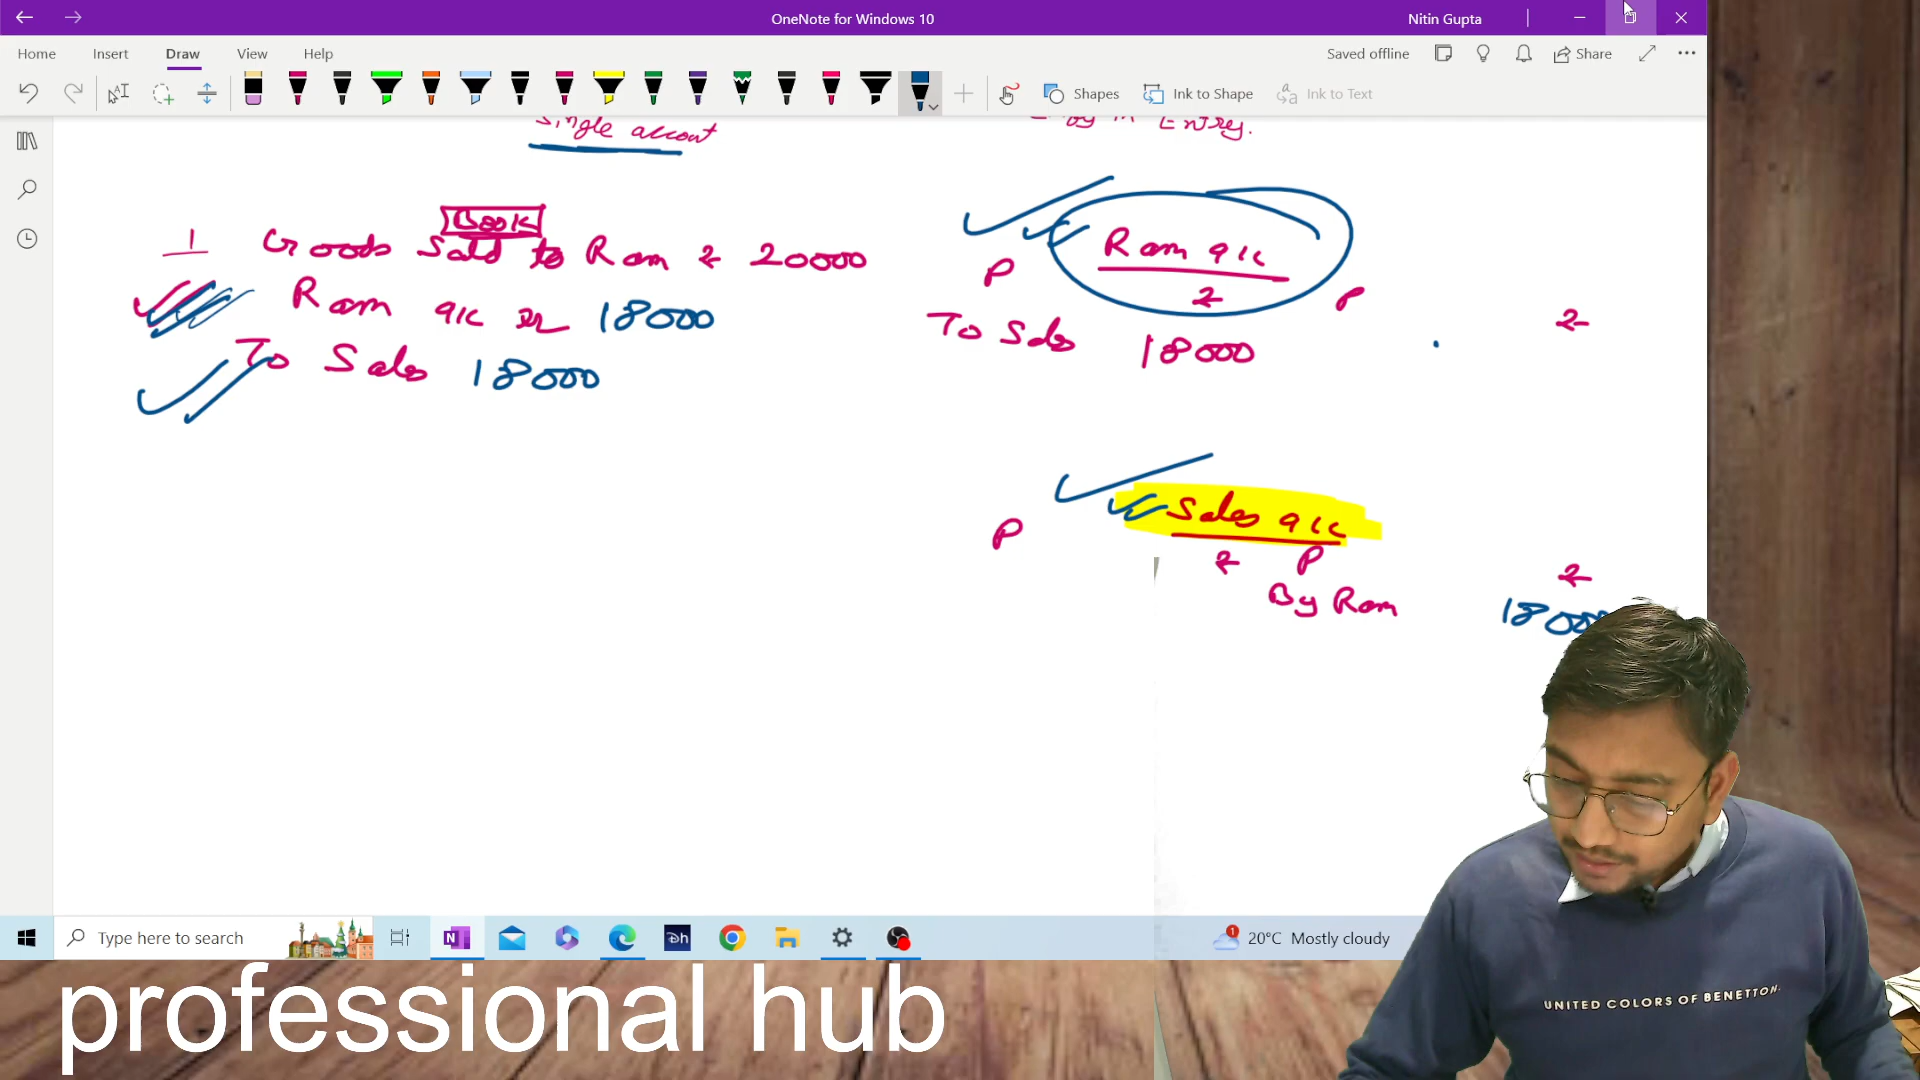 OneNote for Windows 10
Nitin Gupta
Home Insert Draw View Help
Saved offline
Share
Shapes
Ink to Shape
Ink to Text
Single account
in Entry.
Book
1 Goods Sold to Ram ₹ 20000
Ram a/c Dr 18000
To Sales 18000
Ram a/c
P ₹ P ₹
To Sales 18000
Sales a/c
P ₹ P ₹
By Ram 18000
Type here to search
1
20°C Mostly cloudy
UNITED COLORS OF BENETTON.
professional hub